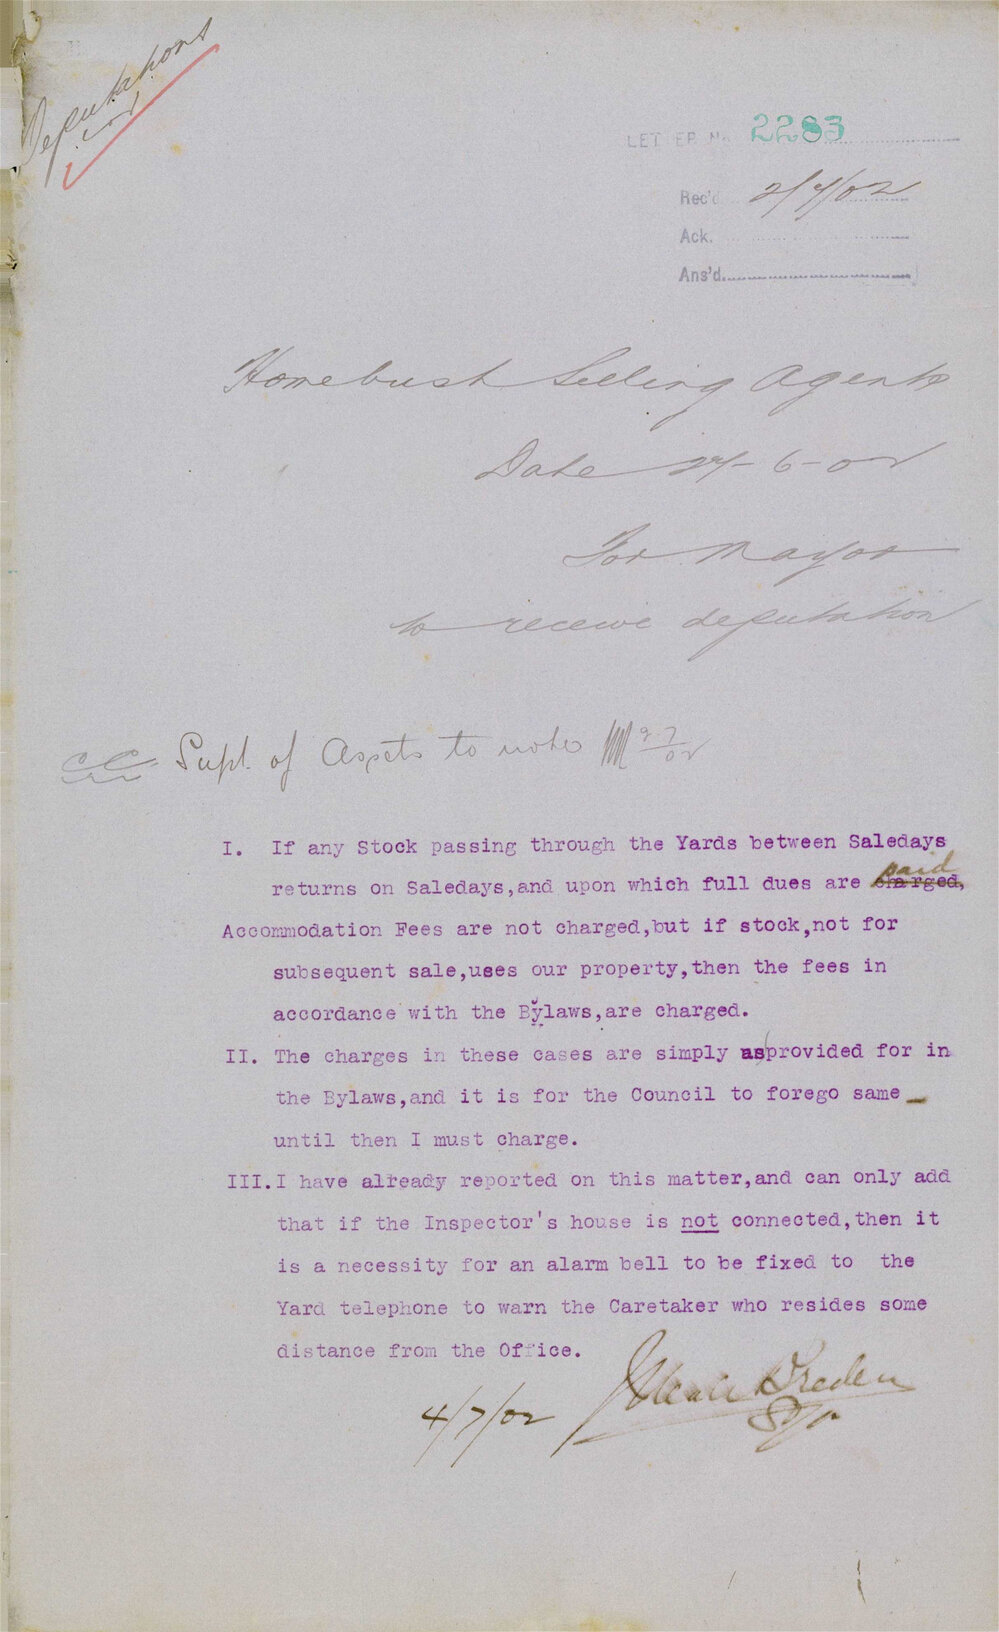 Deputations
LETTER No. 2283
Rec'd 2/7/02
Ack.
Ans'd.
Homebush Selling Agents
Date 27-6-02
For Mayor
to receive deputation
Supt. of Assets to note 2.7/02
I. If any Stock passing through the Yards between Saledays
returns on Saledays,and upon which full dues are charged, paid
Accommodation Fees are not charged,but if stock,not for
subsequent sale,uses our property,then the fees in
accordance with the Bylaws,are charged.
II. The charges in these cases are simply as provided for in
the Bylaws,and it is for the Council to forego same –
until then I must charge.
III. I have already reported on this matter,and can only add
that if the Inspector's house is not connected,then it
is a necessity for an alarm bell to be fixed to the
Yard telephone to warn the Caretaker who resides some
distance from the Office.
4/7/02